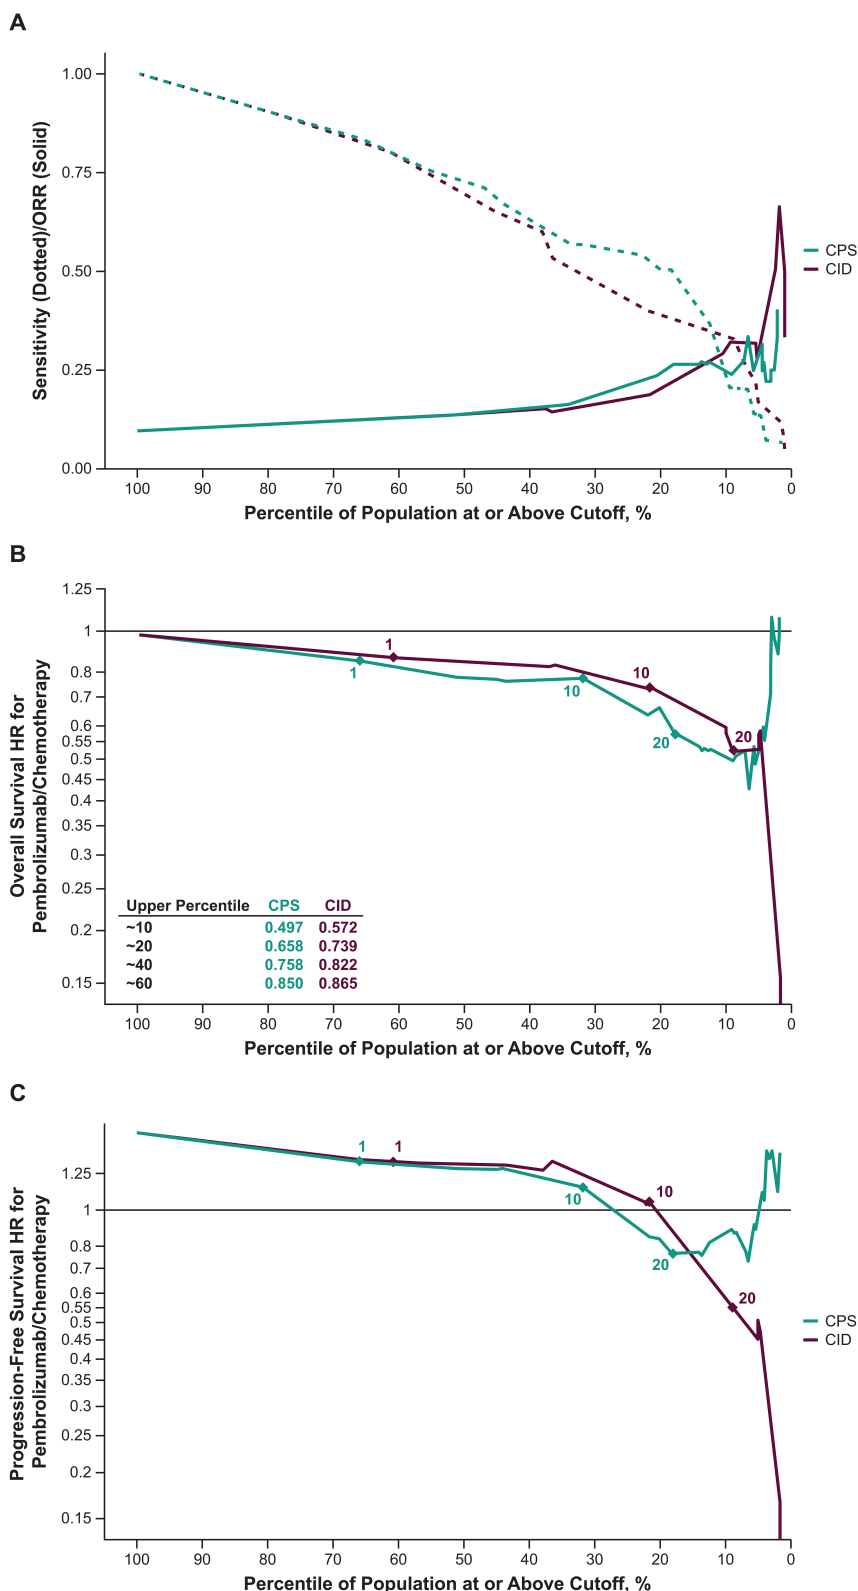 A
Sensitivity (Dotted)/ORR (Solid)
1.00
0.75
0.50
0.25
0.00
CPS
CID
100 90 80 70 60 50 40 30 20 10 0
Percentile of Population at or Above Cutoff, %
B
Overall Survival HR for
Pembrolizumab/Chemotherapy
1.25
1
0.8
0.7
0.6
0.55
0.5
0.45
0.4
0.35
0.3
0.25
0.2
0.15
1
1
10
10
20
20
Upper Percentile CPS CID
~10 0.497 0.572
~20 0.658 0.739
~40 0.758 0.822
~60 0.850 0.865
100 90 80 70 60 50 40 30 20 10 0
Percentile of Population at or Above Cutoff, %
C
Progression-Free Survival HR for
Pembrolizumab/Chemotherapy
1.25
1
0.8
0.7
0.6
0.55
0.5
0.45
0.4
0.35
0.3
0.25
0.2
0.15
1 1
10
10
20
20
CPS
CID
100 90 80 70 60 50 40 30 20 10 0
Percentile of Population at or Above Cutoff, %